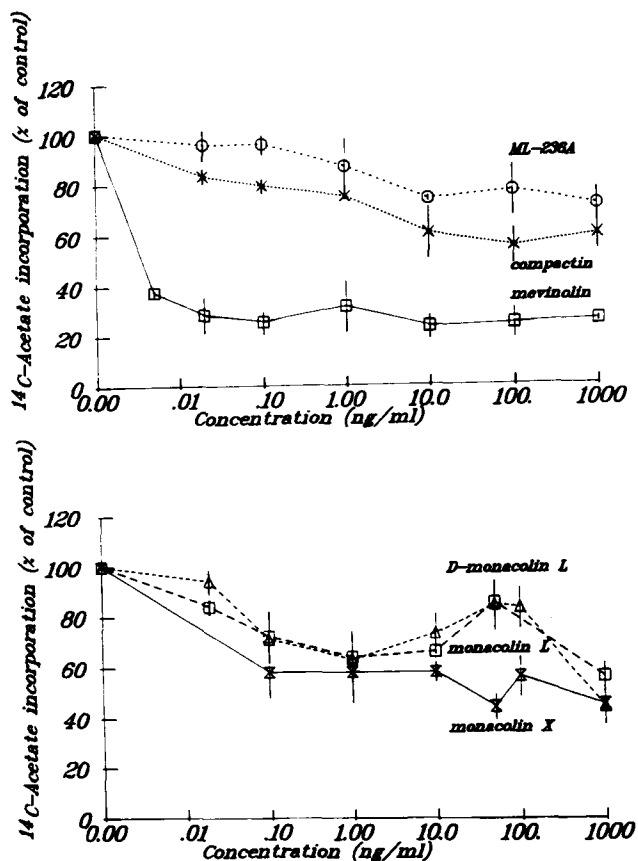 ¹⁴C-Acetate incorporation (% of control)
120
100
80
60
40
20
0
ML-236A
compactin
mevinolin
0.00 .01 .10 1.00 10.0 100. 1000
Concentration (ng/ml)
¹⁴C-Acetate incorporation (% of control)
120
100
80
60
40
20
0
D-monacolin L
monacolin L
monacolin X
0.00 .01 .10 1.00 10.0 100. 1000
Concentration (ng/ml)